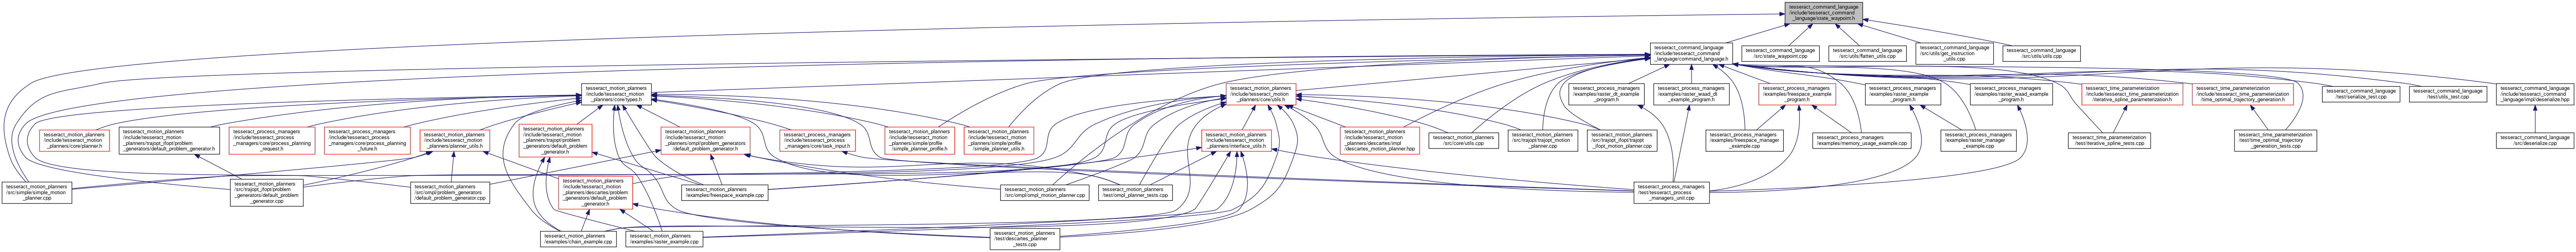 tesseract_command_language
/include/tesseract_command
_language/state_waypoint.h
tesseract_command_language
/include/tesseract_command
_language/command_language.h
tesseract_command_language
/src/state_waypoint.cpp
tesseract_command_language
/src/utils/flatten_utils.cpp
tesseract_command_language
/src/utils/get_instruction
_utils.cpp
tesseract_command_language
/src/utils/utils.cpp
tesseract_motion_planners
/include/tesseract_motion
_planners/core/types.h
tesseract_motion_planners
/include/tesseract_motion
_planners/core/utils.h
tesseract_process_managers
/examples/raster_dt_example
_program.h
tesseract_process_managers
/examples/raster_waad_dt
_example_program.h
tesseract_process_managers
/examples/freespace_example
_program.h
tesseract_process_managers
/examples/raster_example
_program.h
tesseract_process_managers
/examples/raster_waad_example
_program.h
tesseract_time_parameterization
/include/tesseract_time_parameterization
/iterative_spline_parameterization.h
tesseract_time_parameterization
/include/tesseract_time_parameterization
/time_optimal_trajectory_generation.h
tesseract_command_language
/test/serialize_test.cpp
tesseract_command_language
/test/utils_test.cpp
tesseract_command_language
/include/tesseract_command
_language/impl/deserialize.hpp
tesseract_motion_planners
/include/tesseract_motion
_planners/core/planner.h
tesseract_motion_planners
/include/tesseract_motion
_planners/trajopt_ifopt/problem
_generators/default_problem_generator.h
tesseract_process_managers
/include/tesseract_process
_managers/core/process_planning
_request.h
tesseract_process_managers
/include/tesseract_process
_managers/core/process_planning
_future.h
tesseract_motion_planners
/include/tesseract_motion
_planners/planner_utils.h
tesseract_motion_planners
/include/tesseract_motion
_planners/trajopt/problem
_generators/default_problem
_generator.h
tesseract_motion_planners
/include/tesseract_motion
_planners/ompl/problem_generators
/default_problem_generator.h
tesseract_process_managers
/include/tesseract_process
_managers/core/task_input.h
tesseract_motion_planners
/include/tesseract_motion
_planners/simple/profile
/simple_planner_profile.h
tesseract_motion_planners
/include/tesseract_motion
_planners/simple/profile
/simple_planner_utils.h
tesseract_motion_planners
/include/tesseract_motion
_planners/interface_utils.h
tesseract_motion_planners
/include/tesseract_motion
_planners/descartes/impl
/descartes_motion_planner.hpp
tesseract_motion_planners
/src/core/utils.cpp
tesseract_motion_planners
/src/trajopt/trajopt_motion
_planner.cpp
tesseract_motion_planners
/src/trajopt_ifopt/trajopt
_ifopt_motion_planner.cpp
tesseract_process_managers
/examples/freespace_manager
_example.cpp
tesseract_process_managers
/examples/memory_usage_example.cpp
tesseract_process_managers
/examples/raster_manager
_example.cpp
tesseract_time_parameterization
/test/iterative_spline_tests.cpp
tesseract_time_parameterization
/test/time_optimal_trajectory
_generation_tests.cpp
tesseract_command_language
/src/deserialize.cpp
tesseract_motion_planners
/src/simple/simple_motion
_planner.cpp
tesseract_motion_planners
/src/trajopt_ifopt/problem
_generators/default_problem
_generator.cpp
tesseract_motion_planners
/src/ompl/problem_generators
/default_problem_generator.cpp
tesseract_motion_planners
/include/tesseract_motion
_planners/descartes/problem
_generators/default_problem
_generator.h
tesseract_motion_planners
/examples/freespace_example.cpp
tesseract_motion_planners
/src/ompl/ompl_motion_planner.cpp
tesseract_motion_planners
/test/ompl_planner_tests.cpp
tesseract_process_managers
/test/tesseract_process
_managers_unit.cpp
tesseract_motion_planners
/examples/chain_example.cpp
tesseract_motion_planners
/examples/raster_example.cpp
tesseract_motion_planners
/test/descartes_planner
_tests.cpp